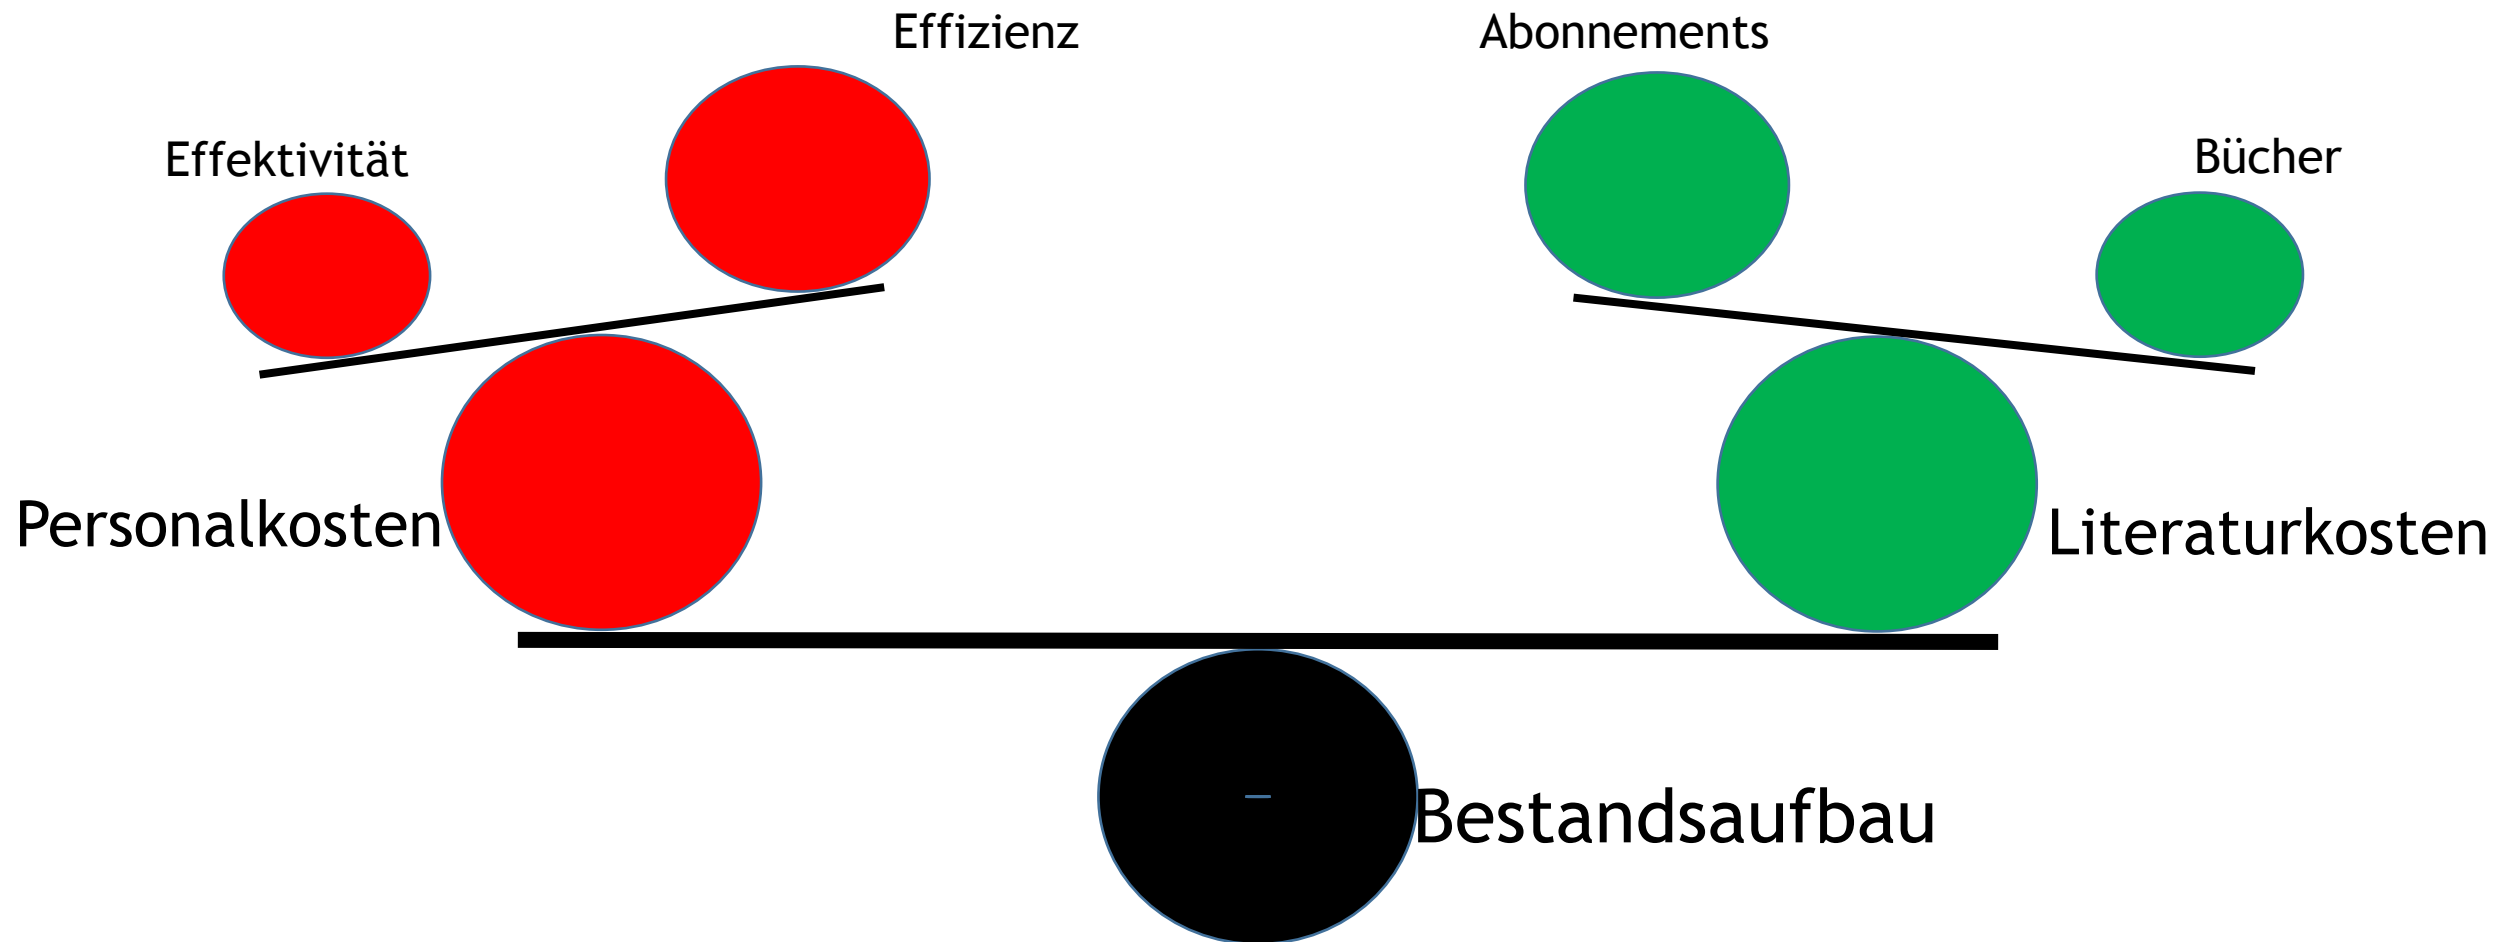 Effizienz
Abonnements
Effektivität
Bücher
Personalkosten
Literaturkosten
Bestandsaufbau